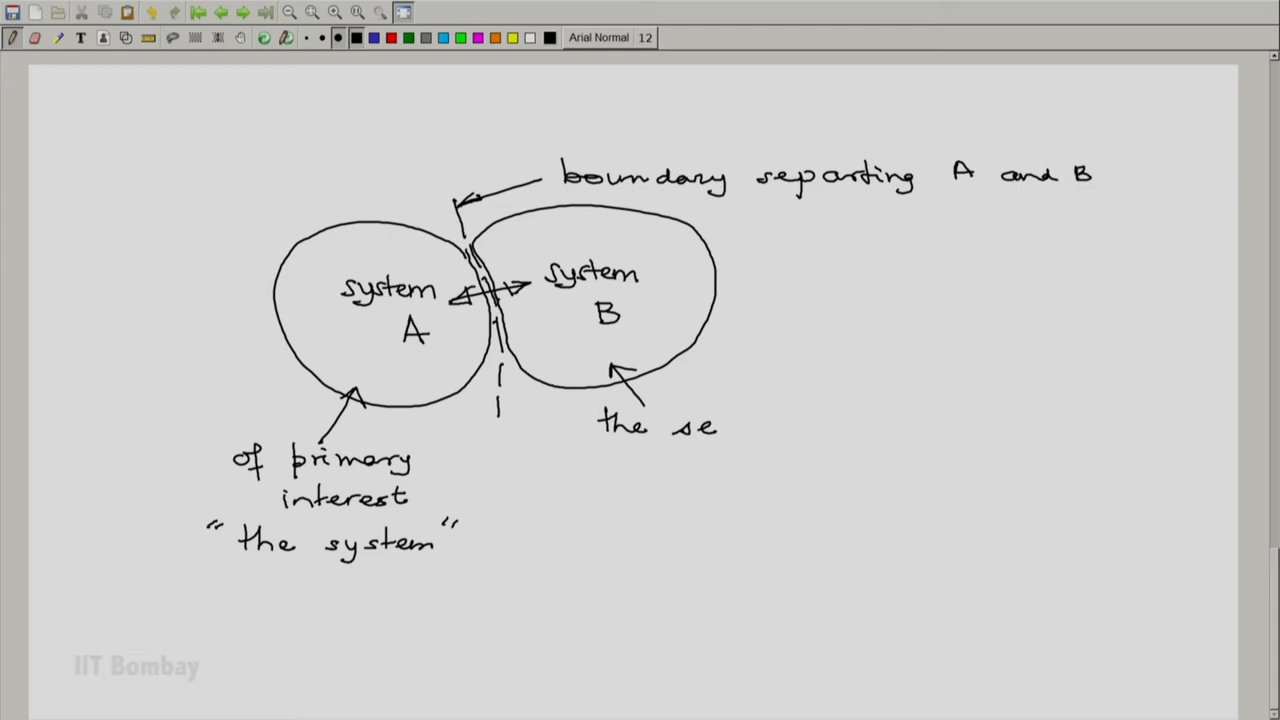 Arial Normal 12
boundary separting A and B
system
A
system
B
the se
of primary
interest
"the system"
IIT Bombay